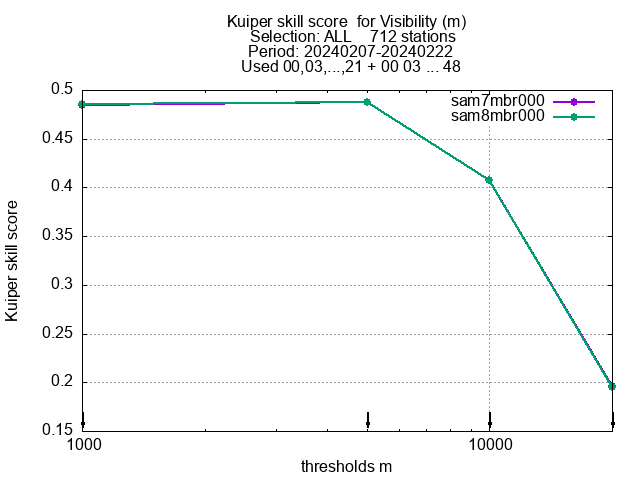 Kuiper skill score  for Visibility (m)
Selection: ALL    712 stations
Period: 20240207-20240222
Used 00,03,...,21 + 00 03 ... 48
sam7mbr000
sam8mbr000
0.5
0.45
0.4
0.35
0.3
0.25
0.2
0.15
Kuiper skill score
1000
10000
thresholds m